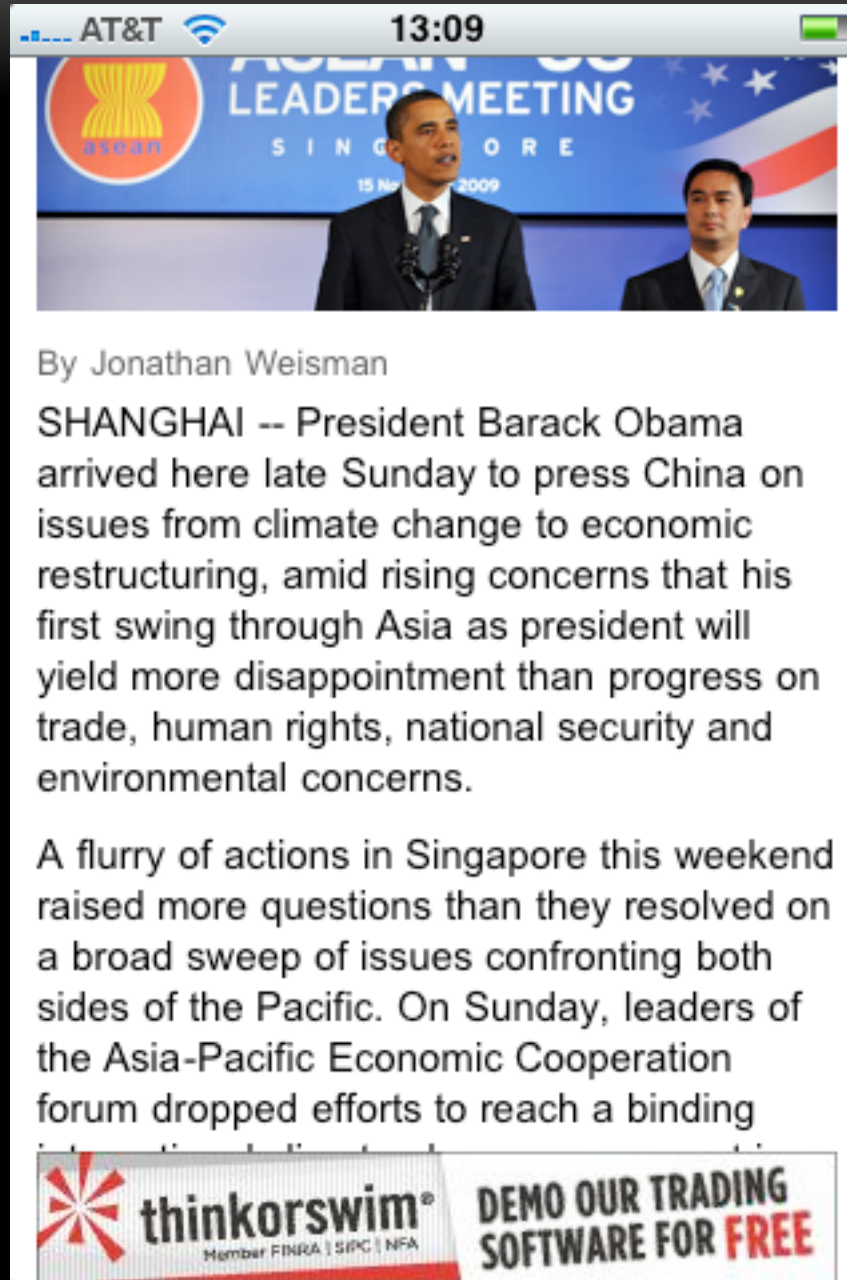 AT&T 13:09
LEADERS MEETING
asean
S I N G O R E
15 No 2009
By Jonathan Weisman
SHANGHAI -- President Barack Obama
arrived here late Sunday to press China on
issues from climate change to economic
restructuring, amid rising concerns that his
first swing through Asia as president will
yield more disappointment than progress on
trade, human rights, national security and
environmental concerns.
A flurry of actions in Singapore this weekend
raised more questions than they resolved on
a broad sweep of issues confronting both
sides of the Pacific. On Sunday, leaders of
the Asia-Pacific Economic Cooperation
forum dropped efforts to reach a binding
thinkorswim®
Member FINRA | SIPC | NFA
DEMO OUR TRADING
SOFTWARE FOR FREE